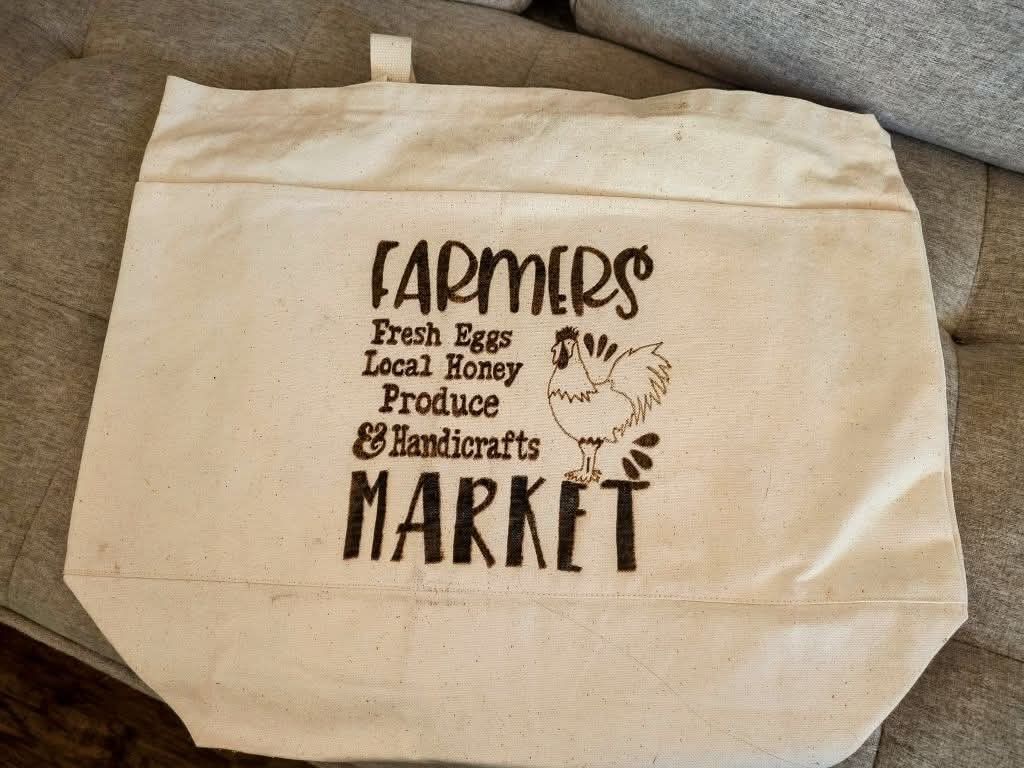 FARMERS
Fresh Eggs
Local Honey
Produce
& Handicrafts
MARKET